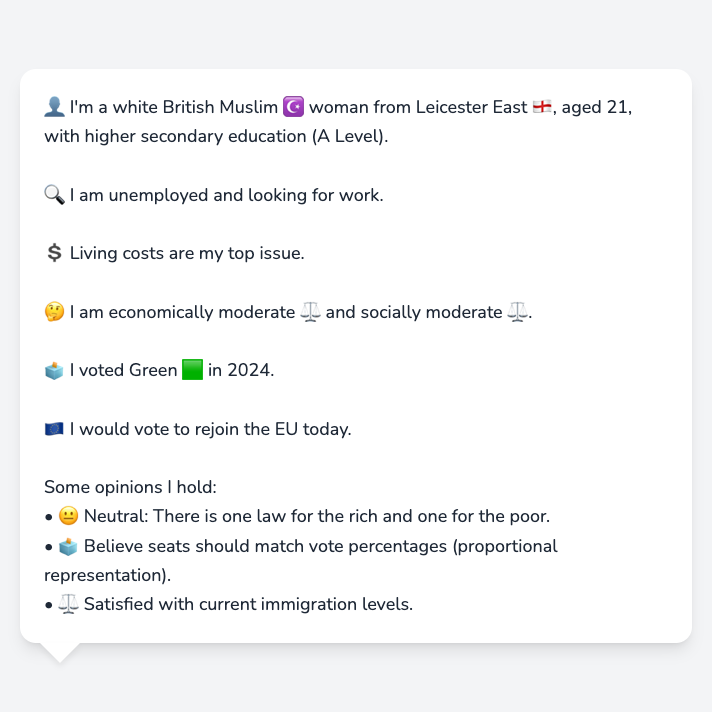 👤 I'm a white British Muslim ☪️ woman from Leicester East 🏴󠁧󠁢󠁥󠁮󠁧󠁿, aged 21,
with higher secondary education (A Level).
🔍 I am unemployed and looking for work.
💲 Living costs are my top issue.
🤔 I am economically moderate ⚖️ and socially moderate ⚖️.
🗳️ I voted Green 🟩 in 2024.
🇪🇺 I would vote to rejoin the EU today.
Some opinions I hold:
• 😐 Neutral: There is one law for the rich and one for the poor.
• 🗳️ Believe seats should match vote percentages (proportional
representation).
• ⚖️ Satisfied with current immigration levels.